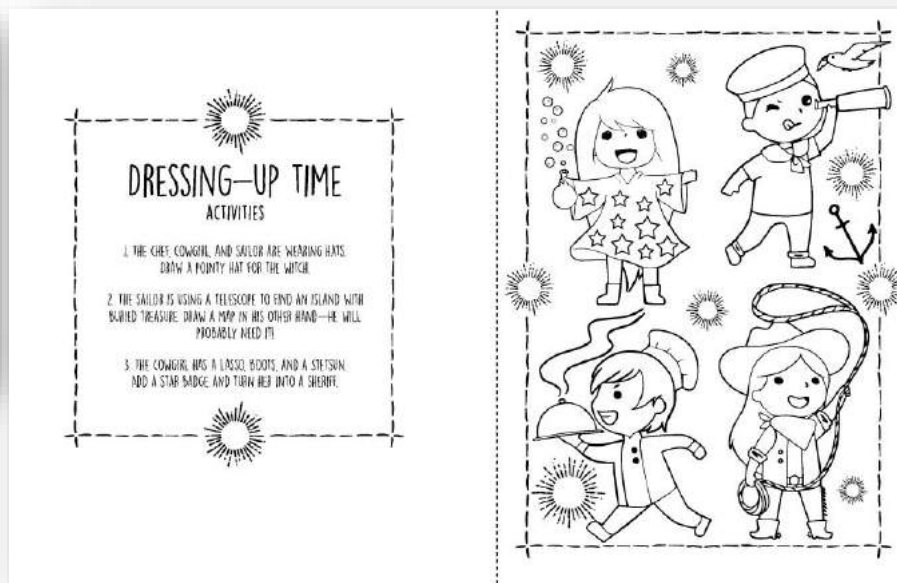 DRESSING—UP TIME
ACTIVITIES
1. THE CHEF, COWGIRL, AND SAILOR ARE WEARING HATS.
DRAW A POINTY HAT FOR THE WITCH.
2. THE SAILOR IS USING A TELESCOPE TO FIND AN ISLAND WITH
BURIED TREASURE. DRAW A MAP IN HIS OTHER HAND—HE WILL
PROBABLY NEED IT!
3. THE COWGIRL HAS A LASSO, BOOTS, AND A STETSON.
ADD A STAR BADGE AND TURN HER INTO A SHERIFF.